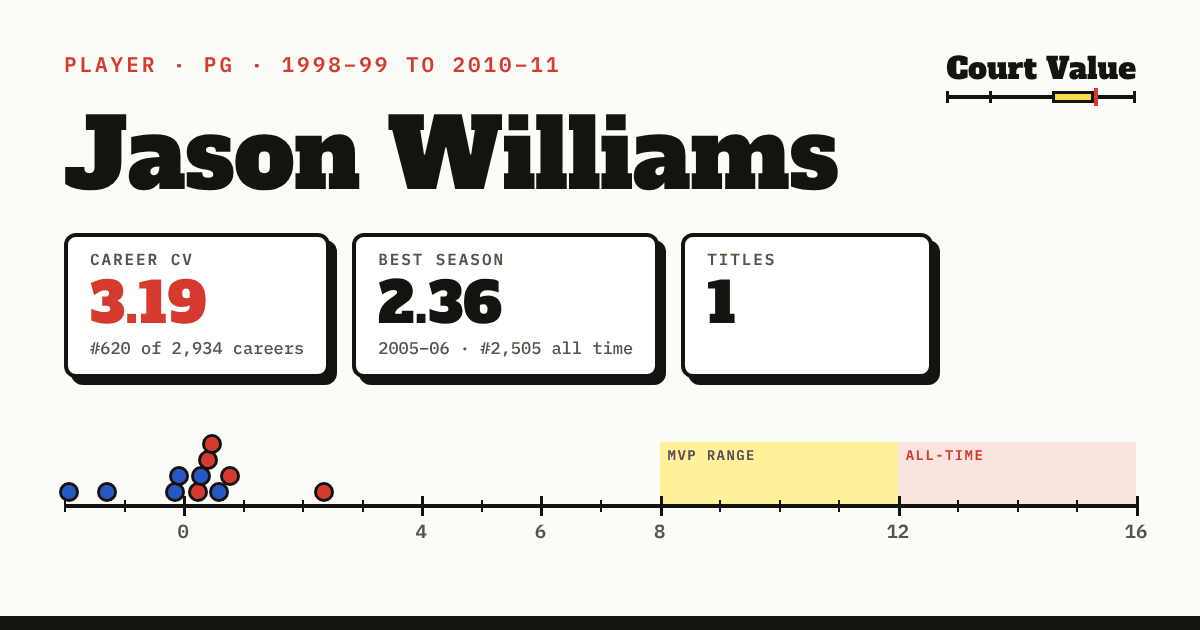 PLAYER · PG · 1998–99 TO 2010–11
Court Value
Jason Williams
CAREER CV
3.19
#620 of 2,934 careers
BEST SEASON
2.36
2005–06 · #2,505 all time
TITLES
1
MVP RANGE
ALL-TIME
0 4 6 8 12 16